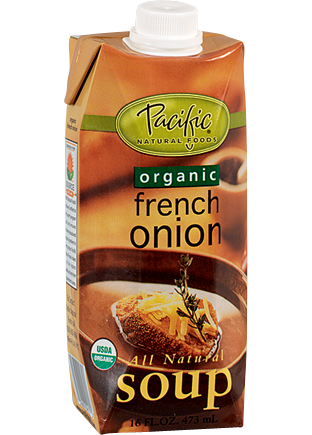 Pacific®
NATURAL FOODS
organic
french
onion
USDA
ORGANIC
All Natural
soup
16 FL.OZ. 473 mL